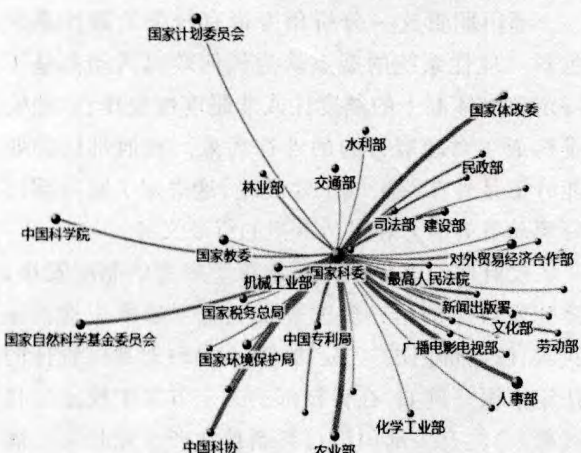 国家计划委员会
国家体改委
水利部
民政部
交通部
林业部
司法部
建设部
中国科学院
国家教委
国家科委
对外贸易经济合作部
机械工业部
最高人民法院
国家税务总局
新闻出版署
文化部
国家自然科学基金委员会
中国专利局
劳动部
国家环境保护局
广播电影电视部
人事部
化学工业部
中国科协
农业部